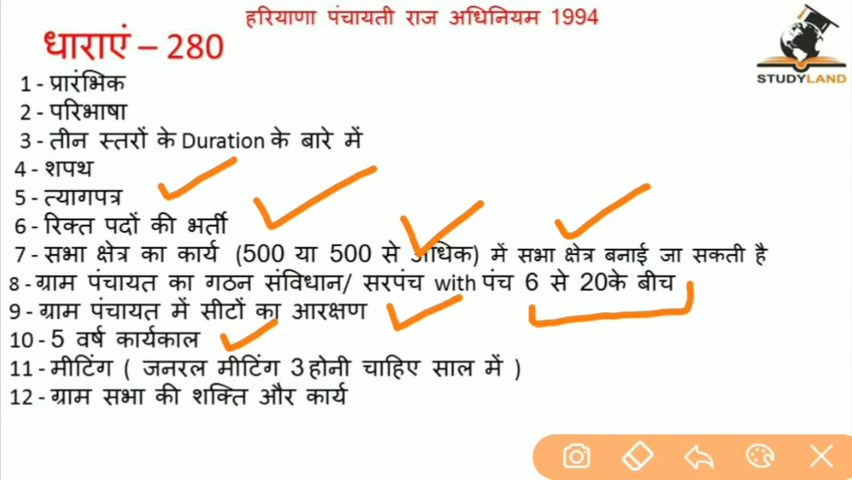 हरियाणा पंचायती राज अधिनियम 1994
धाराएं – 280
STUDYLAND
1 - प्रारंभिक
2 - परिभाषा
3 - तीन स्तरों के Duration के बारे में
4 - शपथ
5 - त्यागपत्र
6 - रिक्त पदों की भर्ती
7 - सभा क्षेत्र का कार्य (500 या 500 से अधिक) में सभा क्षेत्र बनाई जा सकती है
8 - ग्राम पंचायत का गठन संविधान/ सरपंच with पंच 6 से 20के बीच
9 - ग्राम पंचायत में सीटों का आरक्षण
10 - 5 वर्ष कार्यकाल
11 - मीटिंग ( जनरल मीटिंग 3 होनी चाहिए साल में )
12 - ग्राम सभा की शक्ति और कार्य